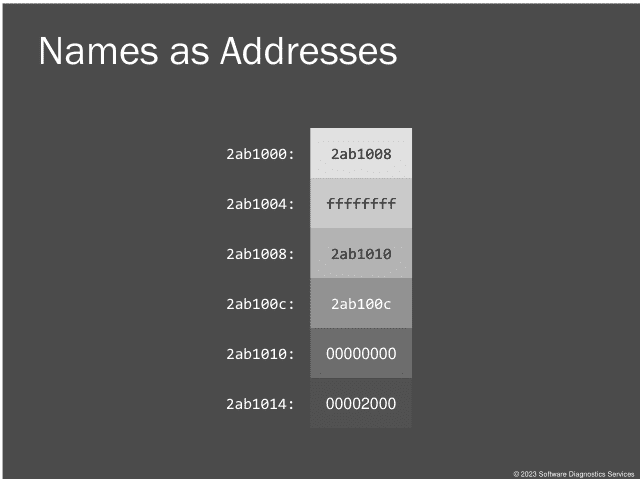 Names as Addresses
2ab1000: 2ab1008
2ab1004: ffffffff
2ab1008: 2ab1010
2ab100c: 2ab100c
2ab1010: 00000000
2ab1014: 00002000
© 2023 Software Diagnostics Services